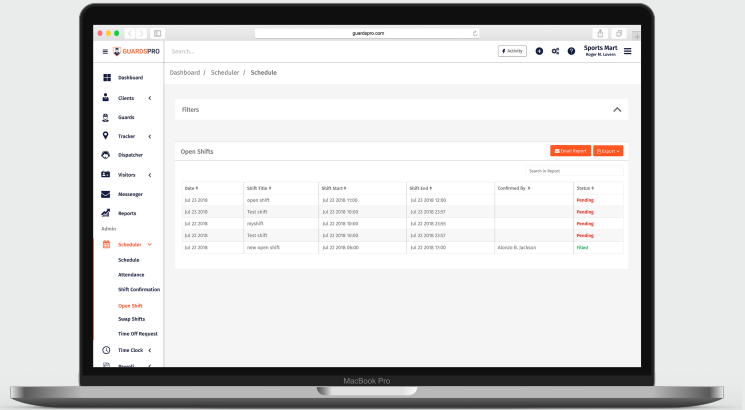 guardspro.com
GUARDSPRO
Search...
Activity
Sports Mart
Roger M. Lovern
Dashboard / Scheduler / Schedule
Dashboard
Clients
Guards
Tracker
Dispatcher
Visitors
Messenger
Reports
Admin
Scheduler
Schedule
Attendance
Shift Confirmation
Open Shift
Swap Shifts
Time Off Request
Time Clock
Payroll
Filters
Open Shifts
Email Report
Export
Search in Report
Date Shift Title Shift Start Shift End Confirmed By Status
Jul 23 2018 open shift Jul 23 2018 11:00 Jul 23 2018 12:00 Pending
Jul 23 2018 Test shift Jul 23 2018 10:00 Jul 23 2018 23:57 Pending
Jul 22 2018 myshift Jul 22 2018 10:00 Jul 22 2018 23:55 Pending
Jul 22 2018 Test shift Jul 22 2018 10:00 Jul 22 2018 23:57 Pending
Jul 22 2018 new open shift Jul 22 2018 06:00 Jul 22 2018 17:00 Alonzo B. Jackson Filled
MacBook Pro